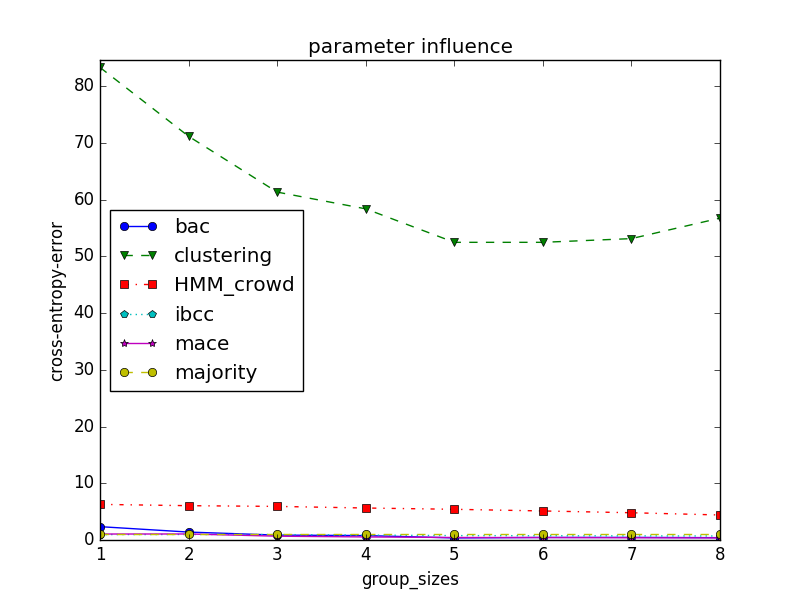 parameter influence
80
70
60
50
40
30
20
10
0
cross-entropy-error
bac
clustering
HMM_crowd
ibcc
mace
majority
1 2 3 4 5 6 7 8
group_sizes